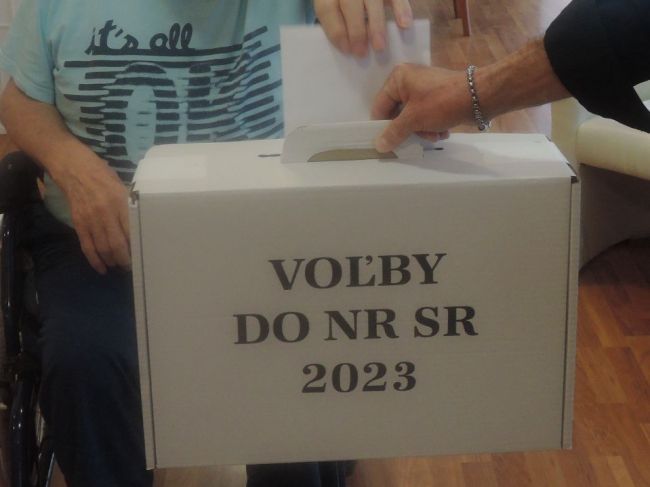 it's all
VOĽBY
DO NR SR
2023